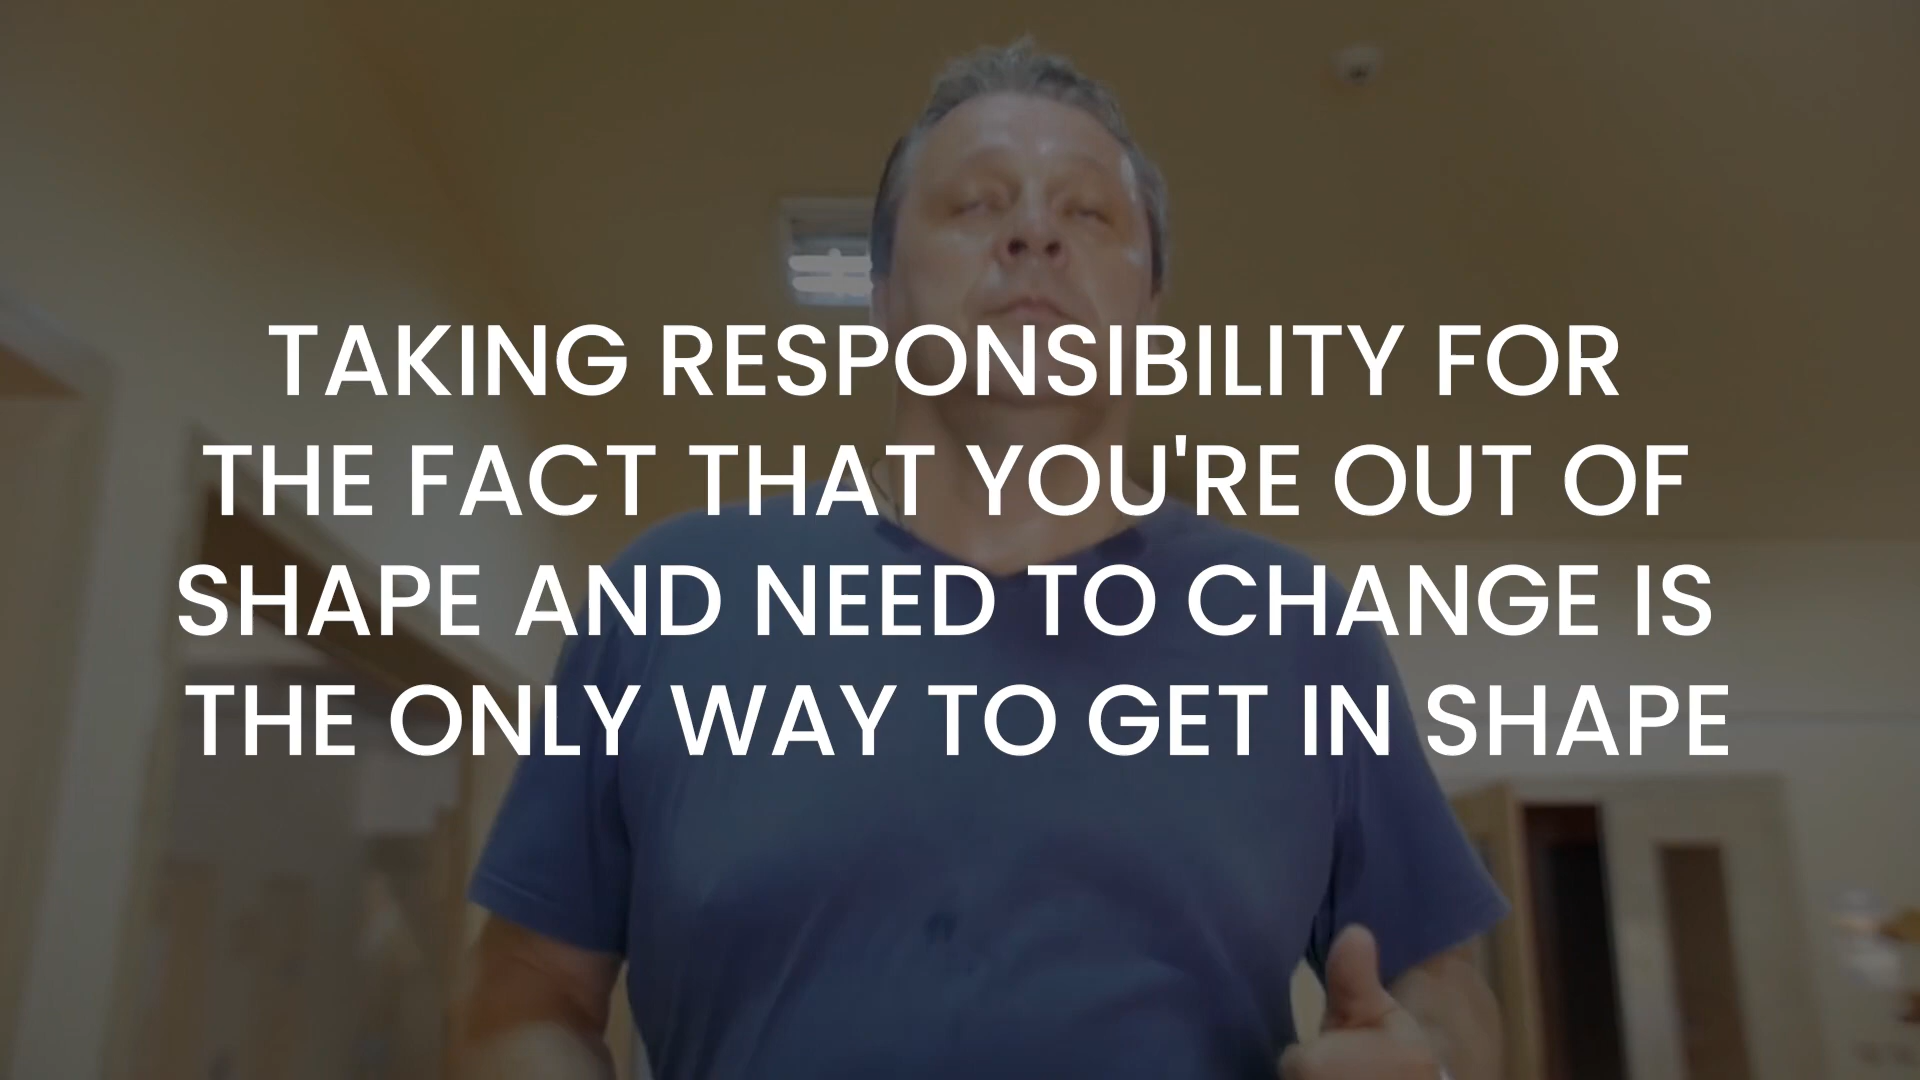 TAKING RESPONSIBILITY FOR
THE FACT THAT YOU'RE OUT OF
SHAPE AND NEED TO CHANGE IS
THE ONLY WAY TO GET IN SHAPE